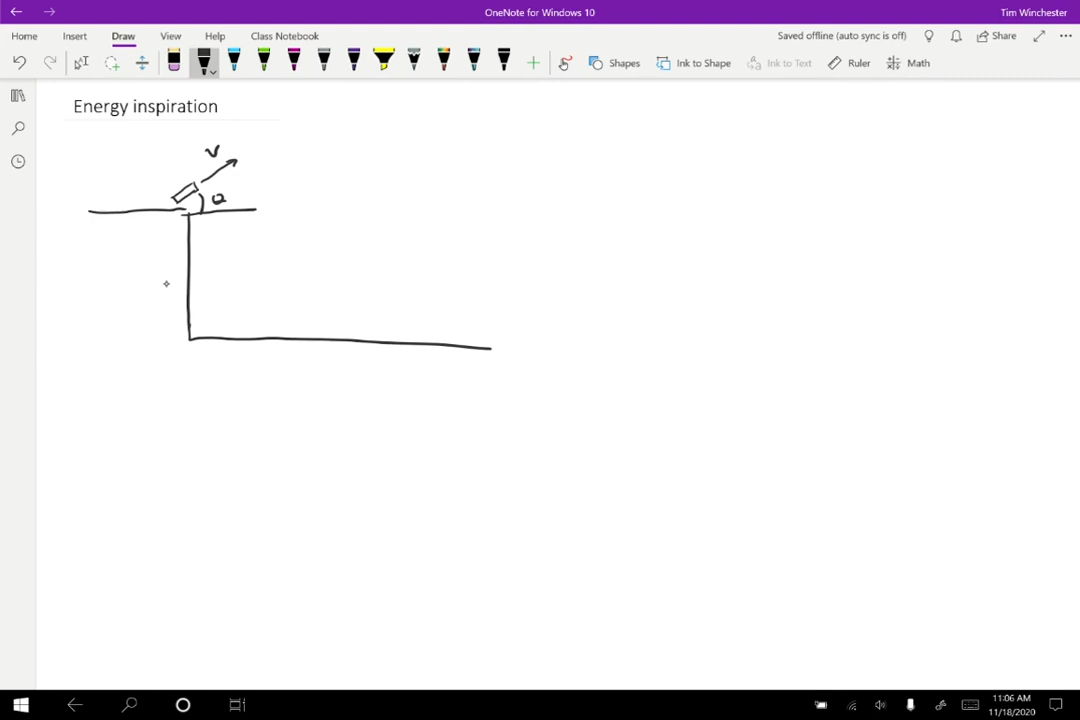 OneNote for Windows 10
Tim Winchester
Home Insert Draw View Help Class Notebook
Saved offline (auto sync is off)
Share
Shapes
Ink to Shape
Ink to Text
Ruler
Math
Energy inspiration
v
θ
11:06 AM
11/18/2020